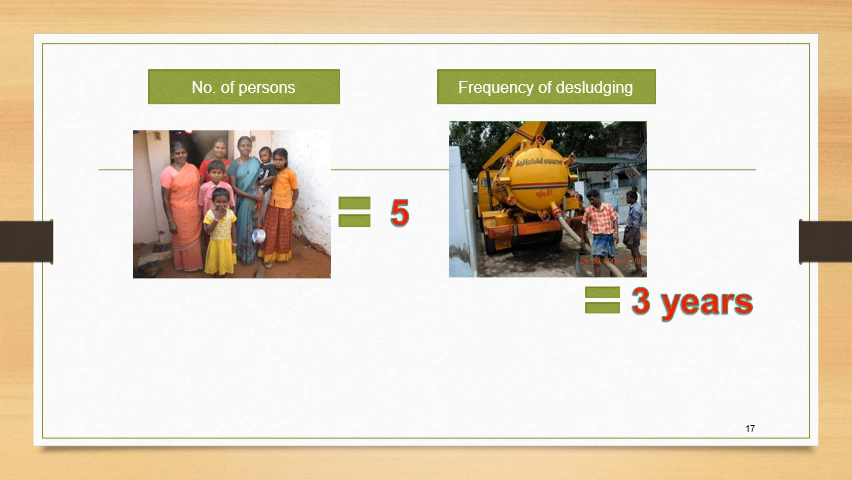 No. of persons
Frequency of desludging
5
3 years
17